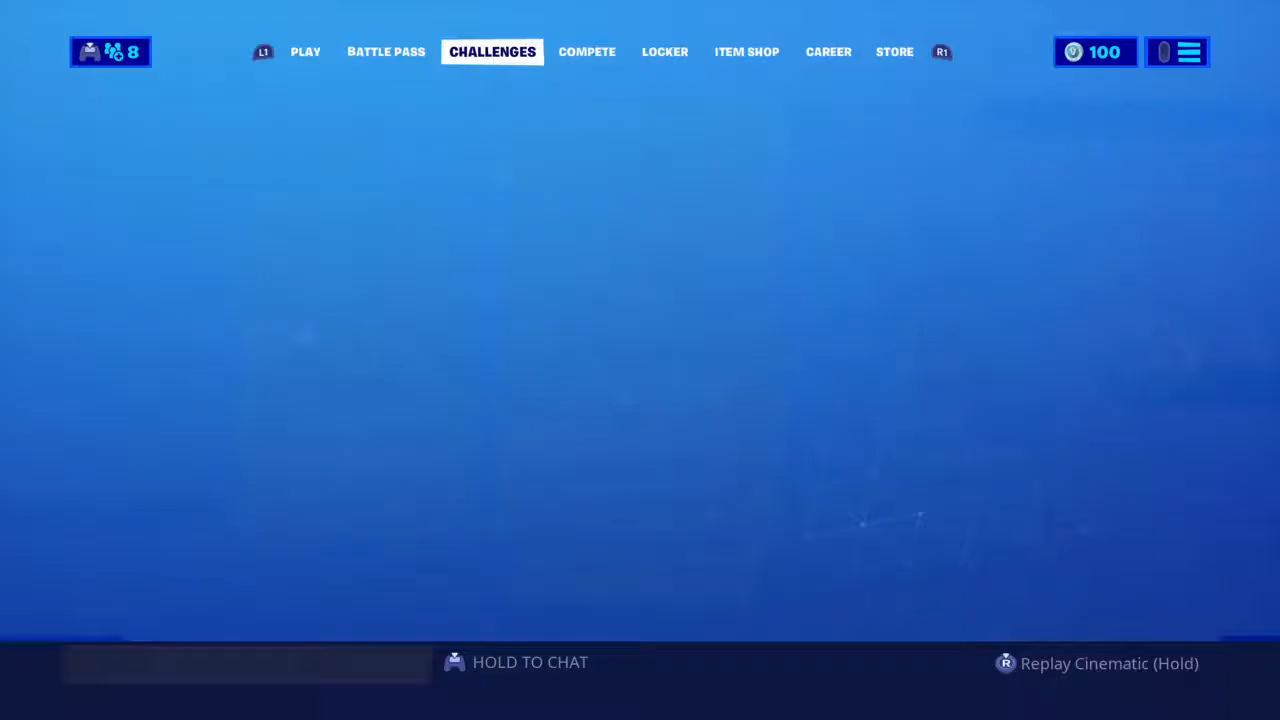 8 L1 PLAY BATTLE PASS CHALLENGES COMPETE LOCKER ITEM SHOP CAREER STORE R1 100
HOLD TO CHAT R Replay Cinematic (Hold)